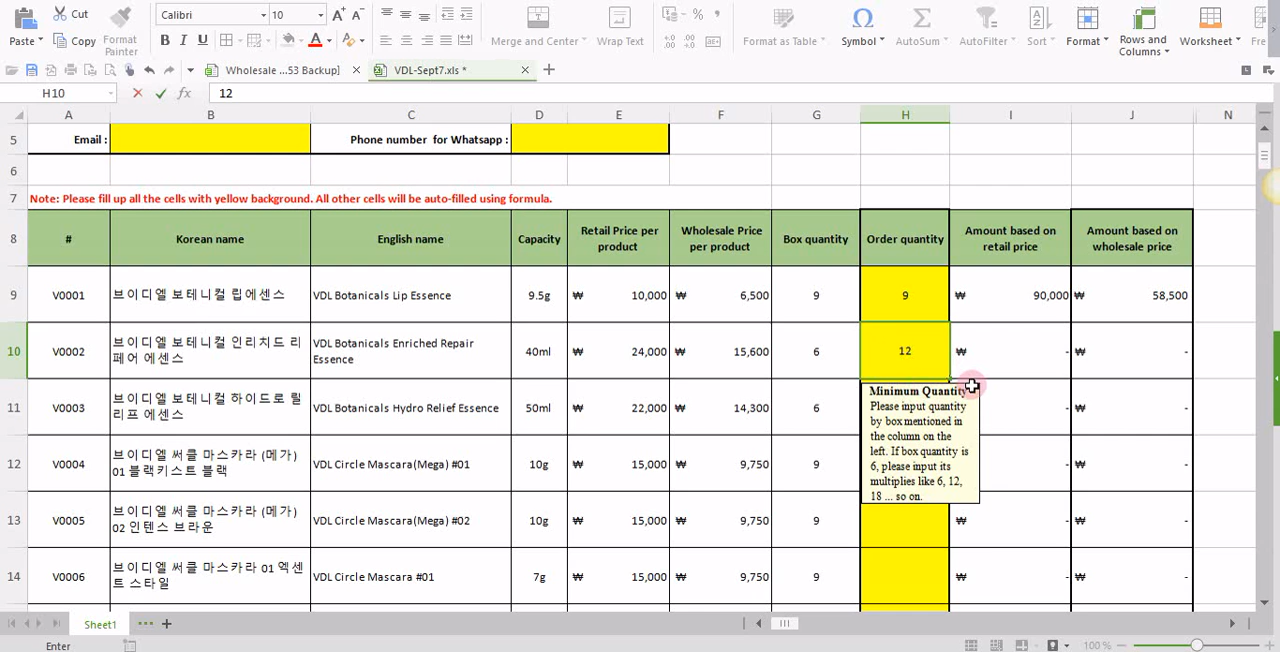 Cut
Calibri
10
A+ A-
%
Ω
Σ
Paste
Copy
Format
Painter
B I U
Merge and Center
Wrap Text
Format as Table
Symbol
AutoSum
AutoFilter
Sort
Format
Rows and
Columns
Worksheet
Fre
Wholesale ...53 Backup]
VDL-Sept7.xls *
H10
fx
12
A B C D E F G H I J N
5 Email : Phone number for Whatsapp :
6
7 Note: Please fill up all the cells with yellow background. All other cells will be auto-filled using formula.
8 # Korean name English name Capacity Retail Price per product Wholesale Price per product Box quantity Order quantity Amount based on retail price Amount based on wholesale price
9 V0001 브이디엘 보테니컬 립에센스 VDL Botanicals Lip Essence 9.5g ₩ 10,000 ₩ 6,500 9 9 ₩ 90,000 ₩ 58,500
10 V0002 브이디엘 보테니컬 인리치드 리페어 에센스 VDL Botanicals Enriched Repair Essence 40ml ₩ 24,000 ₩ 15,600 6 12 ₩ - ₩ -
11 V0003 브이디엘 보테니컬 하이드로 릴리프 에센스 VDL Botanicals Hydro Relief Essence 50ml ₩ 22,000 ₩ 14,300 6 - ₩ -
12 V0004 브이디엘 써클 마스카라 (메가) 01 블랙키스트 블랙 VDL Circle Mascara(Mega) #01 10g ₩ 15,000 ₩ 9,750 9 - ₩ -
13 V0005 브이디엘 써클 마스카라 (메가) 02 인텐스 브라운 VDL Circle Mascara(Mega) #02 10g ₩ 15,000 ₩ 9,750 9 ₩ - ₩ -
14 V0006 브이디엘 써클 마스카라 01 엑센트 스타일 VDL Circle Mascara #01 7g ₩ 15,000 ₩ 9,750 9 ₩ - ₩ -
Minimum Quantity
Please input quantity
by box mentioned in
the column on the
left. If box quantity is
6, please input its
multiplies like 6, 12,
18 ... so on.
Sheet1
Enter
100 %